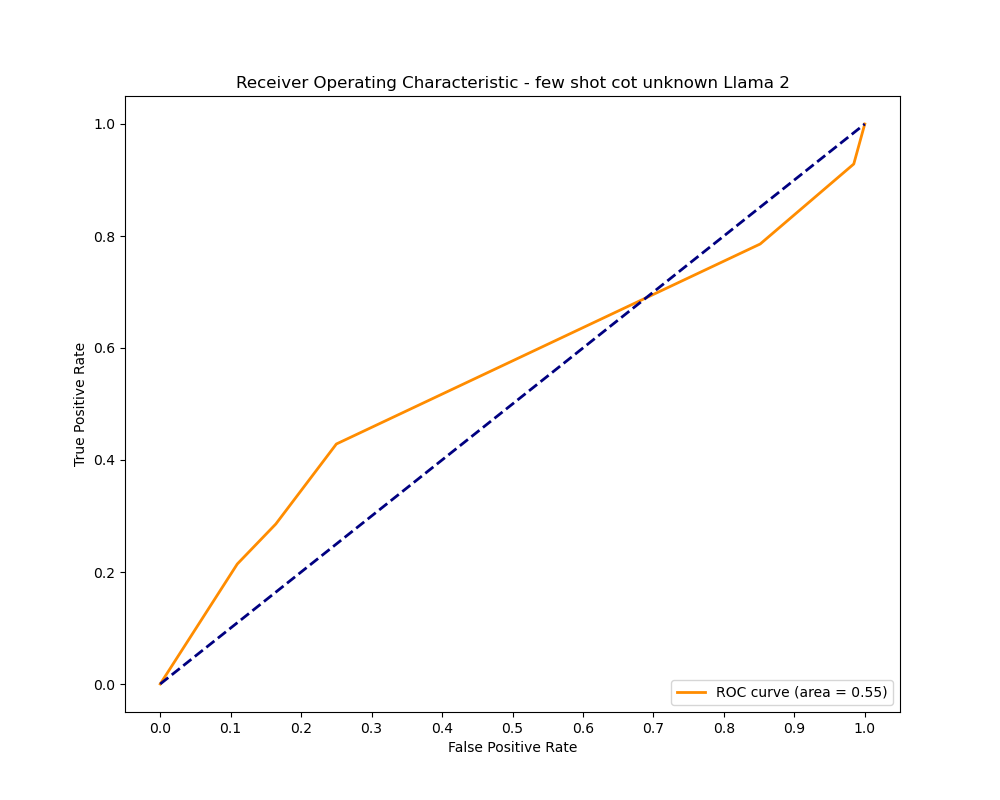 Receiver Operating Characteristic - few shot cot unknown Llama 2
True Positive Rate
1.0
0.8
0.6
0.4
0.2
0.0
ROC curve (area = 0.55)
0.0 0.1 0.2 0.3 0.4 0.5 0.6 0.7 0.8 0.9 1.0
False Positive Rate